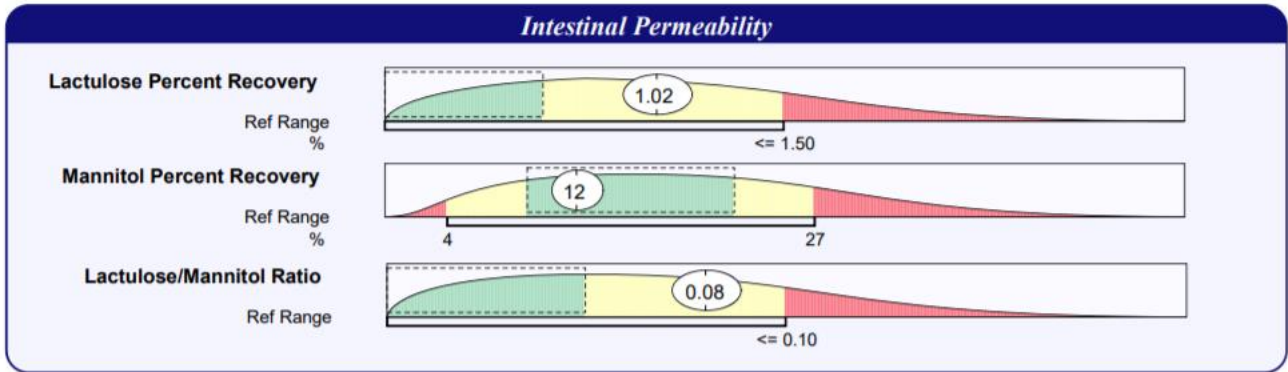 Intestinal Permeability
Lactulose Percent Recovery
1.02
Ref Range
%
<= 1.50
Mannitol Percent Recovery
12
Ref Range
%
4
27
Lactulose/Mannitol Ratio
0.08
Ref Range
<= 0.10